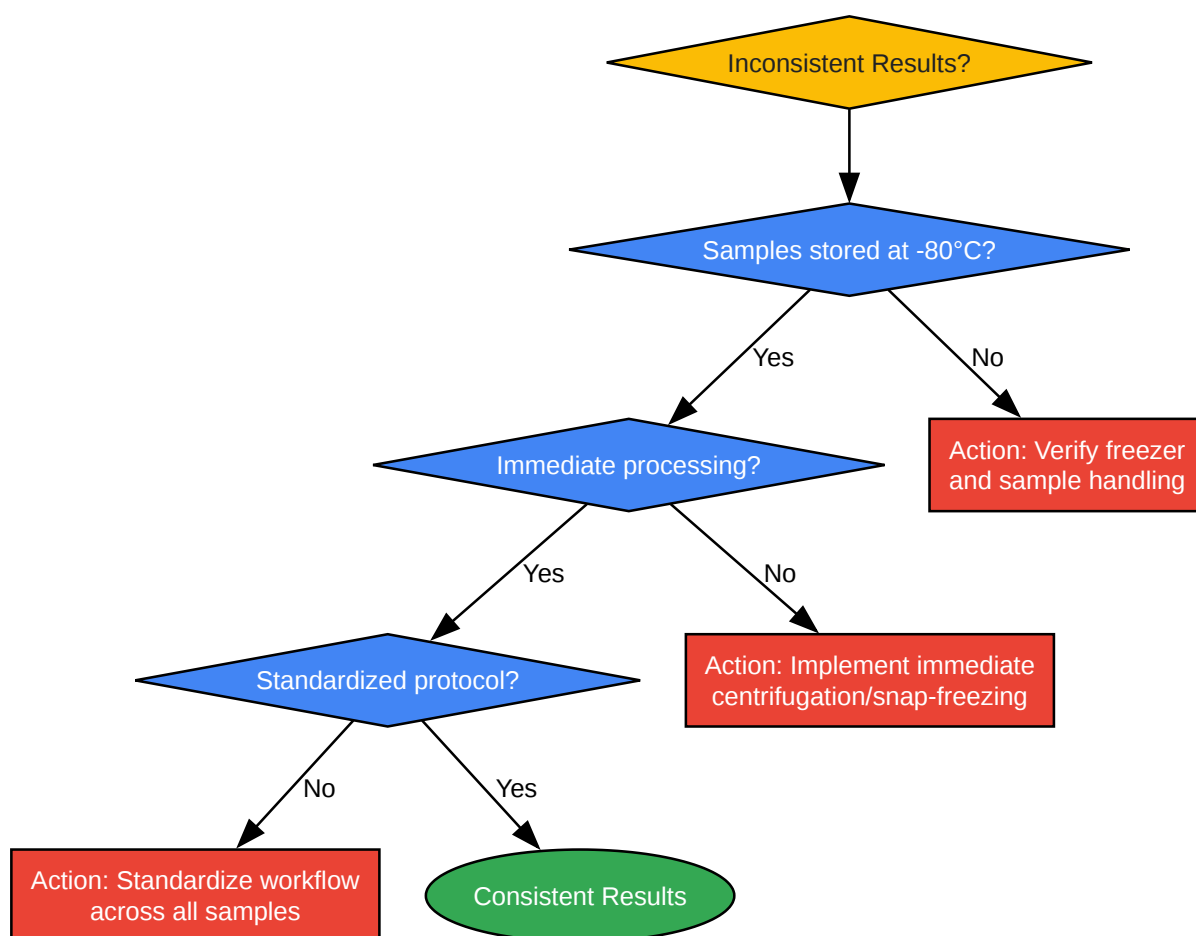 Inconsistent Results?
Samples stored at -80°C?
Yes
No
Immediate processing?
Action: Verify freezer
and sample handling
Yes
No
Standardized protocol?
Action: Implement immediate
centrifugation/snap-freezing
No
Yes
Action: Standardize workflow
across all samples
Consistent Results